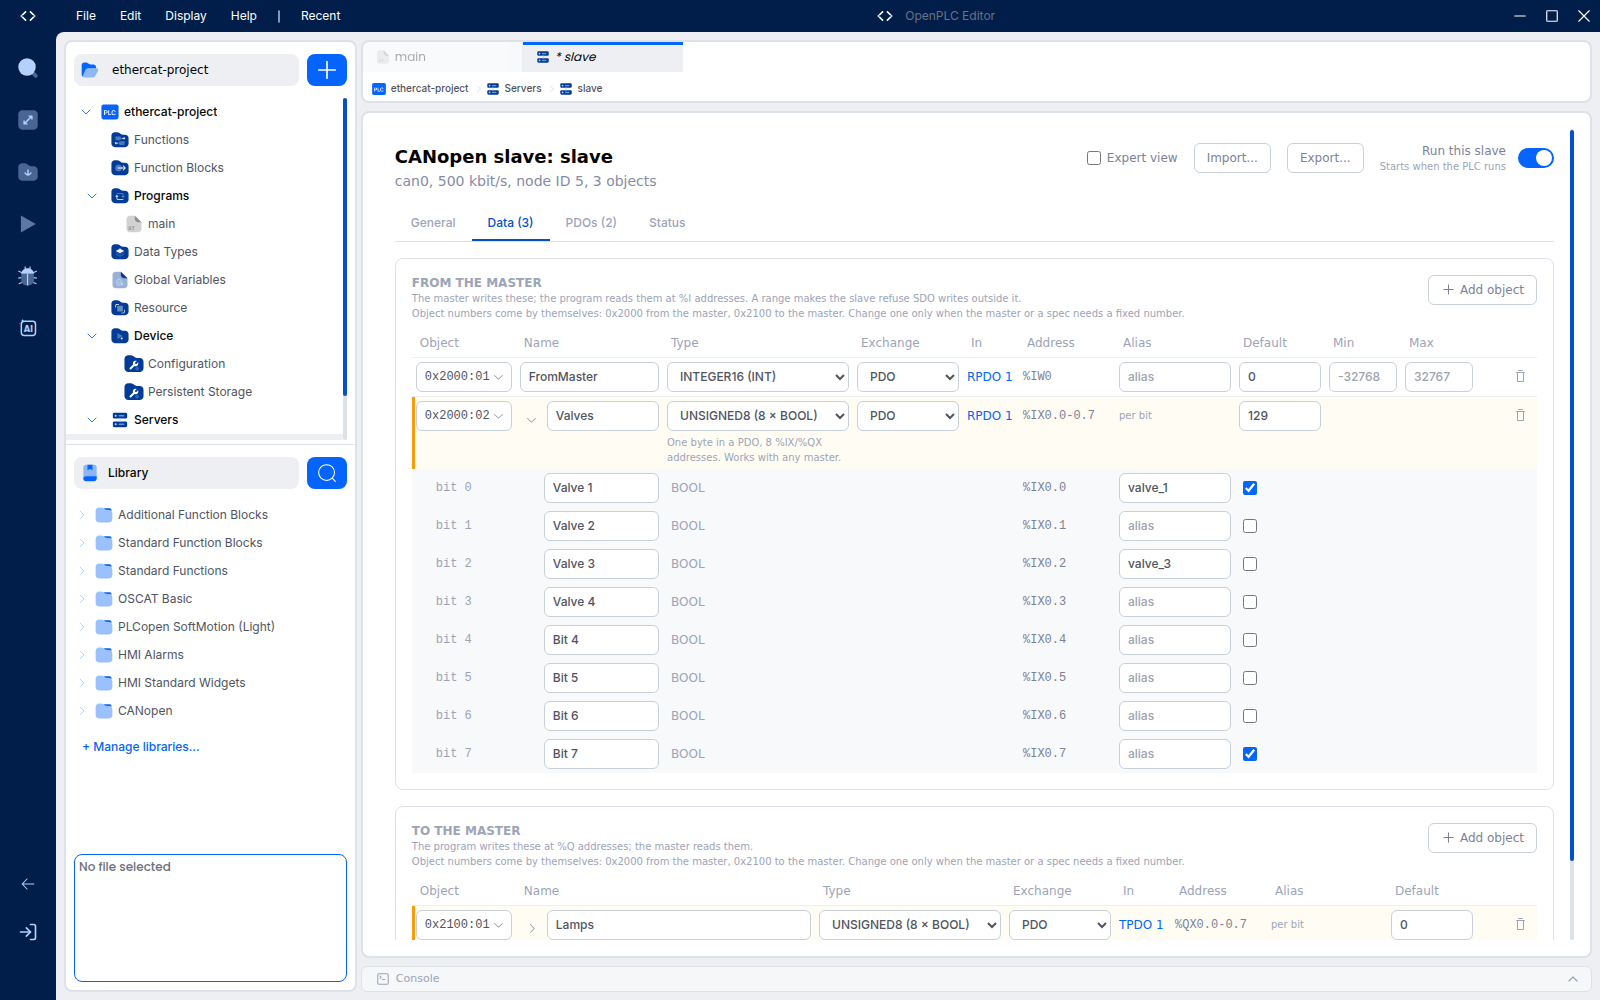 File Edit Display Help | Recent
OpenPLC Editor
ethercat-project
PLC ethercat-project
Functions
Function Blocks
Programs
main
Data Types
Global Variables
Resource
Device
Configuration
Persistent Storage
Servers
AI
Library
Additional Function Blocks
Standard Function Blocks
Standard Functions
OSCAT Basic
PLCopen SoftMotion (Light)
HMI Alarms
HMI Standard Widgets
CANopen
+ Manage libraries...
No file selected
main
* slave
PLC ethercat-project Servers slave
CANopen slave: slave
can0, 500 kbit/s, node ID 5, 3 objects
Expert view
Import...
Export...
Run this slave
Starts when the PLC runs
General Data (3) PDOs (2) Status
FROM THE MASTER
The master writes these; the program reads them at %I addresses. A range makes the slave refuse SDO writes outside it.
Object numbers come by themselves: 0x2000 from the master, 0x2100 to the master. Change one only when the master or a spec needs a fixed number.
Add object
Object Name Type Exchange In Address Alias Default Min Max
0x2000:01 FromMaster INTEGER16 (INT) PDO RPDO 1 %IW0 alias 0 -32768 32767
0x2000:02 Valves UNSIGNED8 (8 × BOOL) PDO RPDO 1 %IX0.0-0.7 per bit 129
One byte in a PDO, 8 %IX/%QX
addresses. Works with any master.
bit 0 Valve 1 BOOL %IX0.0 valve_1
bit 1 Valve 2 BOOL %IX0.1 alias
bit 2 Valve 3 BOOL %IX0.2 valve_3
bit 3 Valve 4 BOOL %IX0.3 alias
bit 4 Bit 4 BOOL %IX0.4 alias
bit 5 Bit 5 BOOL %IX0.5 alias
bit 6 Bit 6 BOOL %IX0.6 alias
bit 7 Bit 7 BOOL %IX0.7 alias
TO THE MASTER
The program writes these at %Q addresses; the master reads them.
Object numbers come by themselves: 0x2000 from the master, 0x2100 to the master. Change one only when the master or a spec needs a fixed number.
Add object
Object Name Type Exchange In Address Alias Default
0x2100:01 Lamps UNSIGNED8 (8 × BOOL) PDO TPDO 1 %QX0.0-0.7 per bit 0
Console